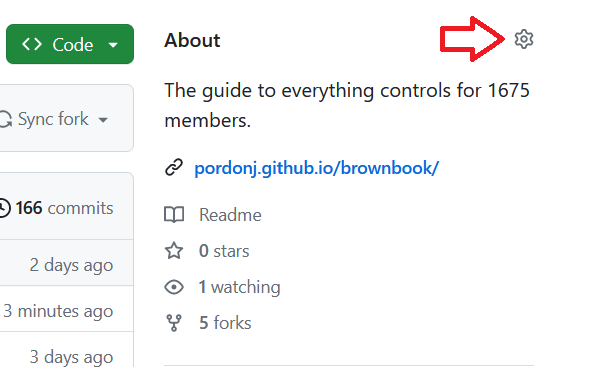 Code
About
The guide to everything controls for 1675
members.
Sync fork
pordonj.github.io/brownbook/
166 commits
Readme
0 stars
2 days ago
1 watching
3 minutes ago
5 forks
3 days ago